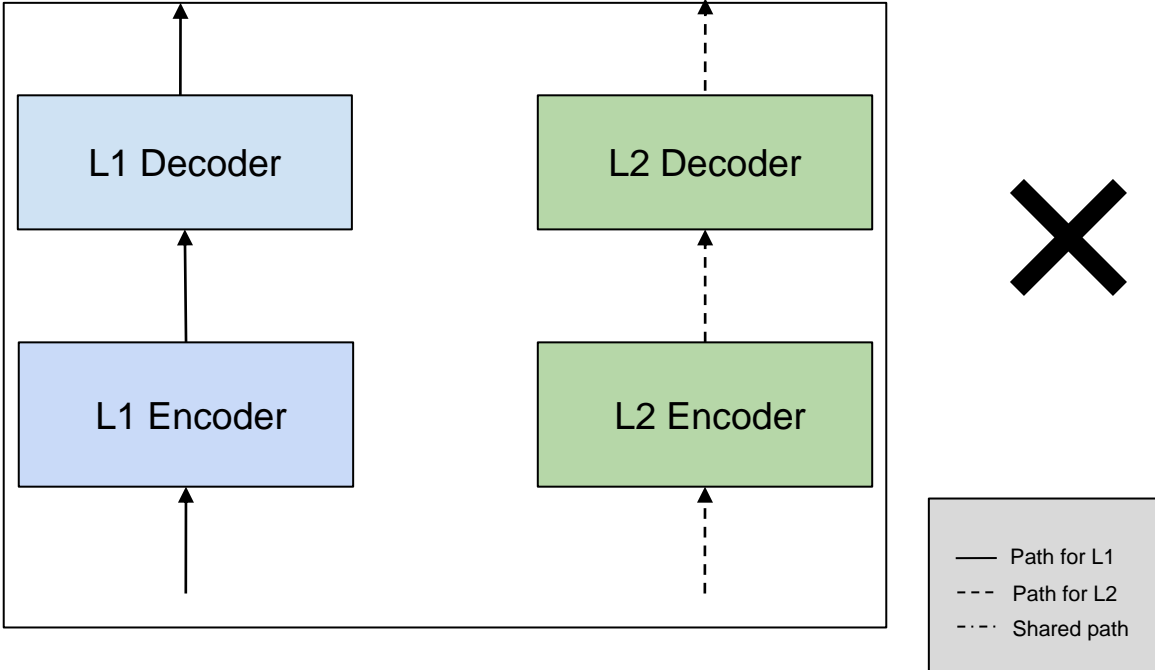 L1 Decoder
L2 Decoder
L1 Encoder
L2 Encoder
Path for L1
Path for L2
Shared path